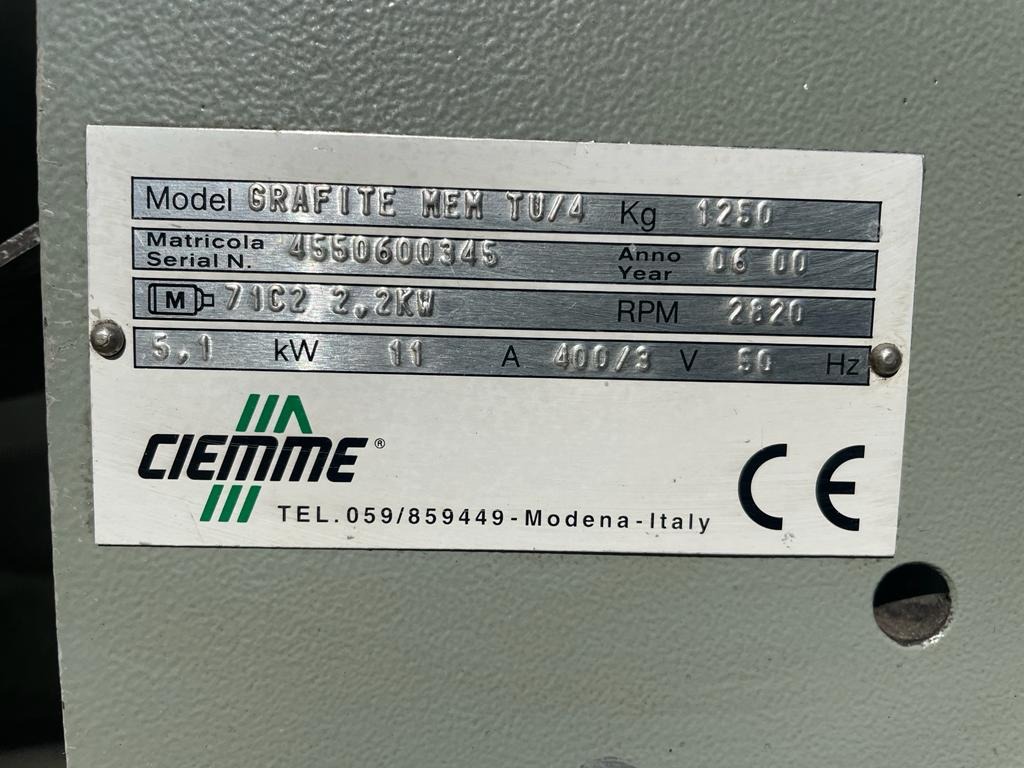 Model GRAFITE MEM TU/4 Kg 1250
Matricola
Serial N. 4550600345 Anno
Year 06 00
M 71C2 2,2KW RPM 2820
5,1 kW 11 A 400/3 V 50 Hz
CIEMME®
TEL. 059/859449 - Modena - Italy
CE